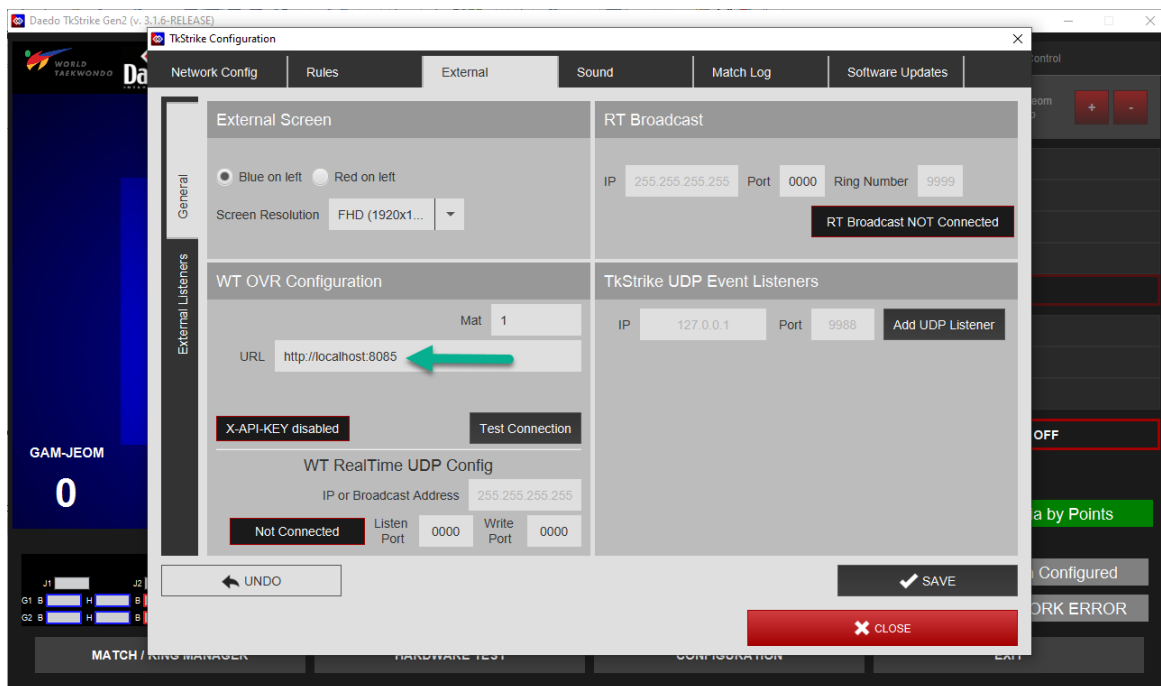 Daedo TkStrike Gen2 (v. 3.1.6-RELEASE)
TkStrike Configuration
WORLD
TAEKWONDO
Da
Network Config
Rules
External
Sound
Match Log
Software Updates
General
External Listeners
External Screen
Blue on left
Red on left
Screen Resolution
FHD (1920x1...
RT Broadcast
IP 255.255.255.255 Port 0000 Ring Number 9999
RT Broadcast NOT Connected
WT OVR Configuration
Mat 1
URL http://localhost:8085
X-API-KEY disabled
Test Connection
WT RealTime UDP Config
IP or Broadcast Address 255.255.255.255
Not Connected
Listen Port 0000
Write Port 0000
TkStrike UDP Event Listeners
IP 127.0.0.1 Port 9988 Add UDP Listener
UNDO
SAVE
CLOSE
GAM-JEOM
0
+ -
OFF
a by Points
Configured
ORK ERROR
J1 J2
G1 B H B
G2 B H B
MATCH /
EXIT